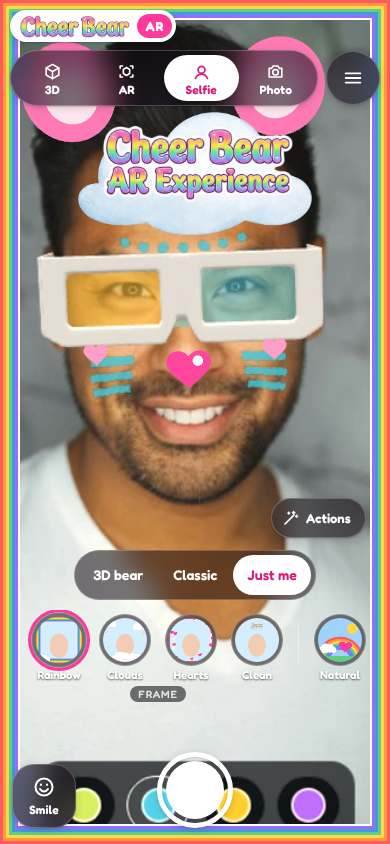 Cheer Bear AR
3D AR Selfie Photo
Cheer Bear
AR Experience
Actions
3D bear Classic Just me
Rainbow Clouds Hearts Clean Natural
FRAME
Smile